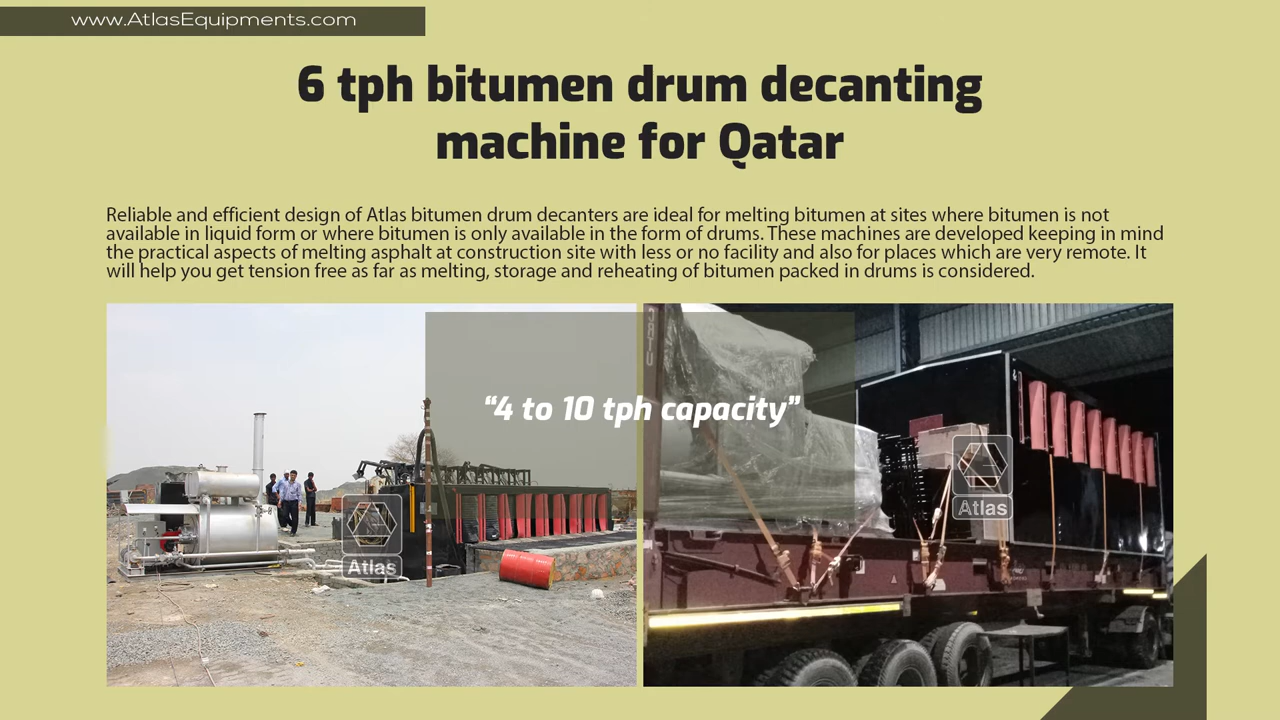 www.AtlasEquipments.com
6 tph bitumen drum decanting
machine for Qatar
Reliable and efficient design of Atlas bitumen drum decanters are ideal for melting bitumen at sites where bitumen is not
available in liquid form or where bitumen is only available in the form of drums. These machines are developed keeping in mind
the practical aspects of melting asphalt at construction site with less or no facility and also for places which are very remote. It
will help you get tension free as far as melting, storage and reheating of bitumen packed in drums is considered.
“4 to 10 tph capacity”
Atlas
Atlas